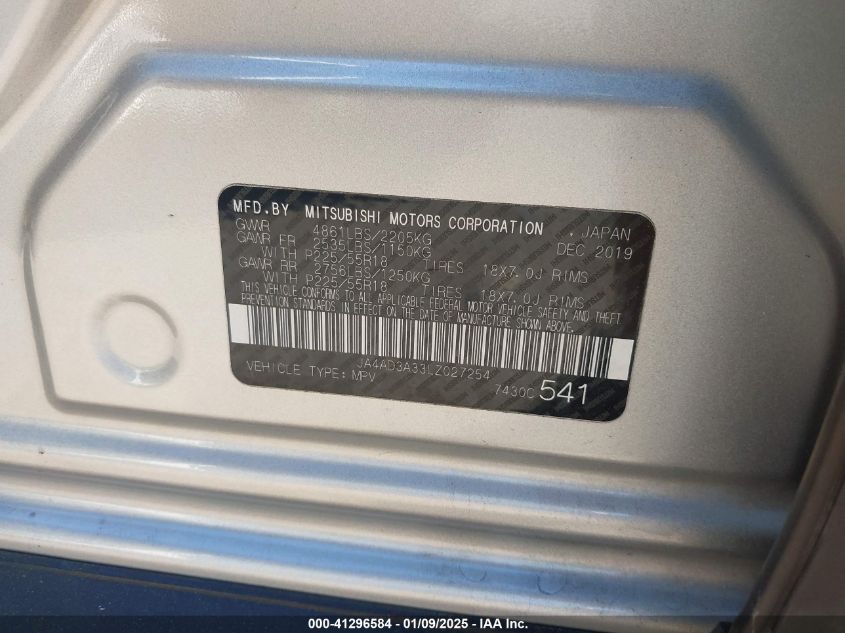 MFD.BY MITSUBISHI MOTORS CORPORATION , JAPAN
GVWR 4861LBS/2205KG DEC 2019
GAWR FR 2535LBS/1150KG
WITH P225/55R18 TIRES 18X7.0J RIMS
GAWR RR 2756LBS/1250KG
WITH P225/55R18 TIRES 18X7.0J RIMS
THIS VEHICLE CONFORMS TO ALL APPLICABLE FEDERAL MOTOR VEHICLE SAFETY AND THEFT
PREVENTION STANDARDS IN EFFECT ON THE DATE OF MANUFACTURE SHOWN ABOVE.
JA4AD3A33LZ027254
VEHICLE TYPE:MPV 7430C 541
000-41296584 / 01/09/2025 - IAA Inc.